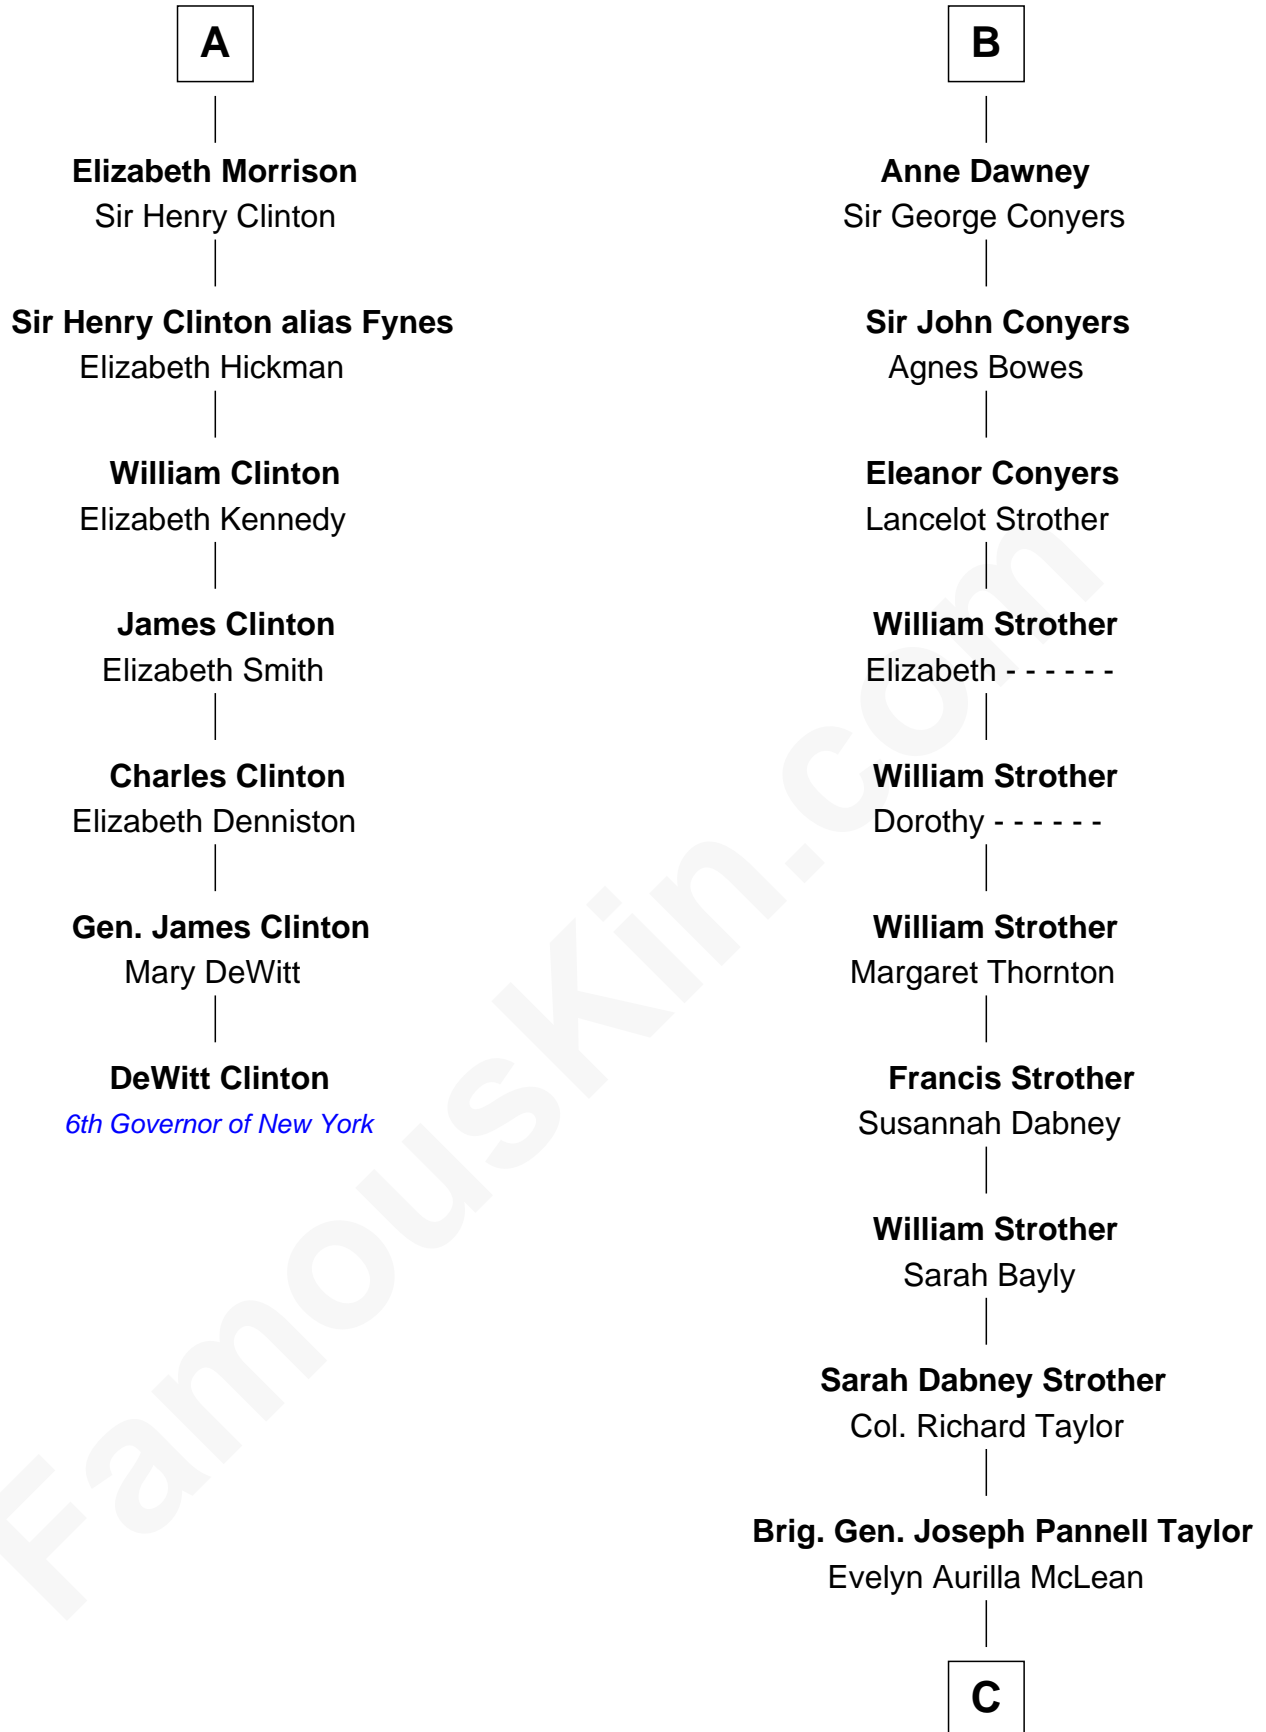 A
Elizabeth Morrison
Sir Henry Clinton
Sir Henry Clinton alias Fynes
Elizabeth Hickman
William Clinton
Elizabeth Kennedy
James Clinton
Elizabeth Smith
Charles Clinton
Elizabeth Denniston
Gen. James Clinton
Mary DeWitt
DeWitt Clinton
6th Governor of New York
B
Anne Dawney
Sir George Conyers
Sir John Conyers
Agnes Bowes
Eleanor Conyers
Lancelot Strother
William Strother
Elizabeth - - - - - -
William Strother
Dorothy - - - - - -
William Strother
Margaret Thornton
Francis Strother
Susannah Dabney
William Strother
Sarah Bayly
Sarah Dabney Strother
Col. Richard Taylor
Brig. Gen. Joseph Pannell Taylor
Evelyn Aurilla McLean
C
FamousKin.com